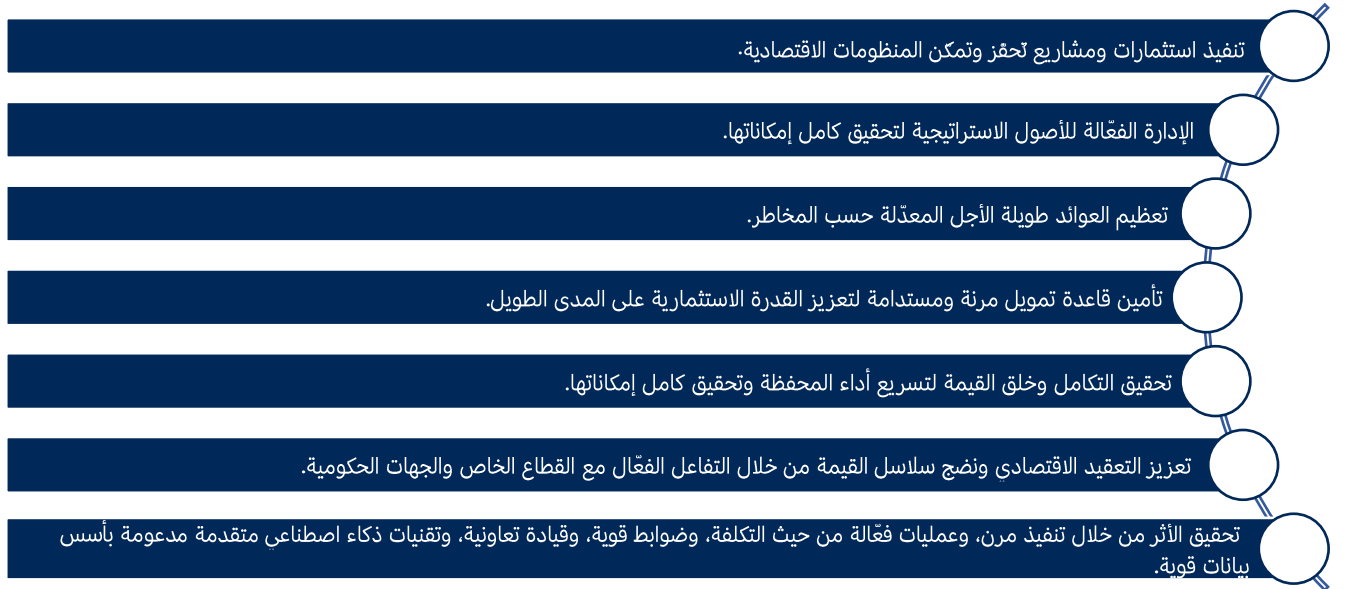 تنفيذ استثمارات ومشاريع تُحفّز وتمكّن المنظومات الاقتصادية.
الإدارة الفعّالة للأصول الاستراتيجية لتحقيق كامل إمكاناتها.
تعظيم العوائد طويلة الأجل المعدّلة حسب المخاطر.
تأمين قاعدة تمويل مرنة ومستدامة لتعزيز القدرة الاستثمارية على المدى الطويل.
تحقيق التكامل وخلق القيمة لتسريع أداء المحفظة وتحقيق كامل إمكاناتها.
تعزيز التعقيد الاقتصادي ونضج سلاسل القيمة من خلال التفاعل الفعّال مع القطاع الخاص والجهات الحكومية.
تحقيق الأثر من خلال تنفيذ مرن، وعمليات فعّالة من حيث التكلفة، وضوابط قوية، وقيادة تعاونية، وتقنيات ذكاء اصطناعي متقدمة مدعومة بأسس
بيانات قوية.